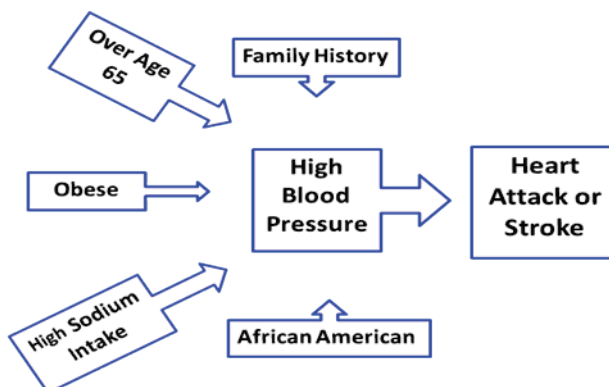 Over Age
65
Family History
Obese
High
Blood
Pressure
Heart
Attack or
Stroke
High Sodium
Intake
African American